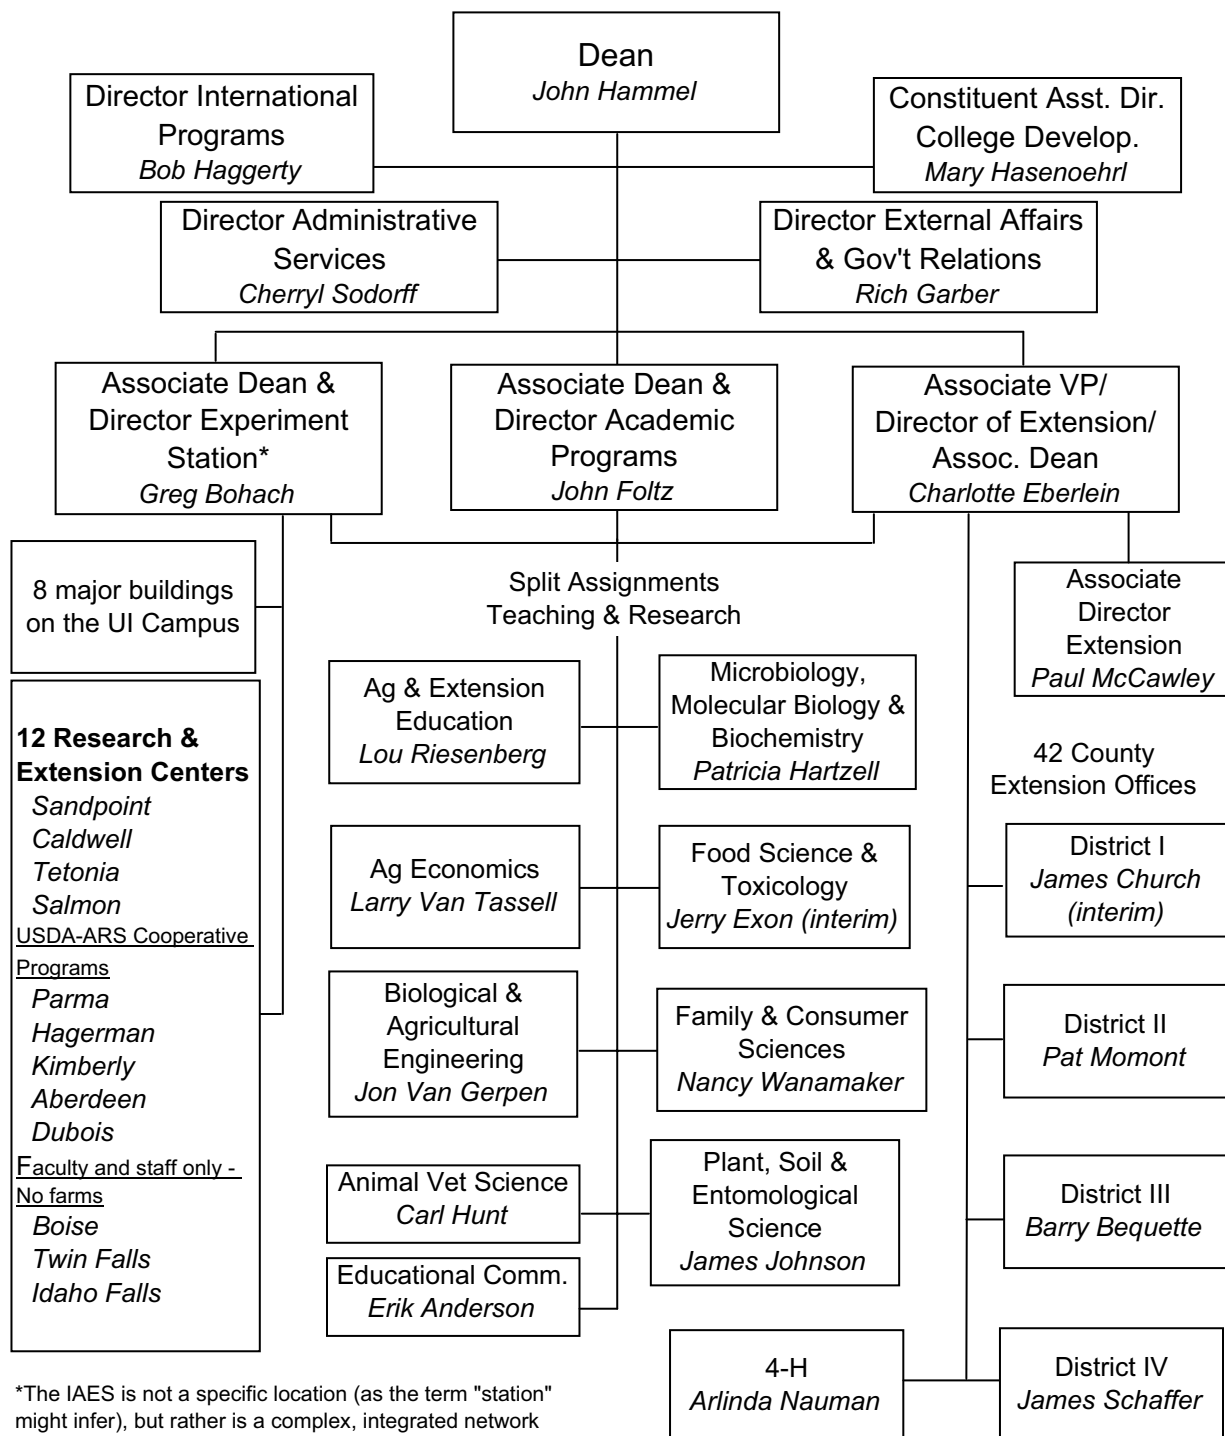 Dean
John Hammel
Director International
Programs
Bob Haggerty
Constituent Asst. Dir.
College Develop.
Mary Hasenoehrl
Director Administrative
Services
Cherryl Sodorff
Director External Affairs
& Gov't Relations
Rich Garber
Associate Dean &
Director Experiment
Station*
Greg Bohach
Associate Dean &
Director Academic
Programs
John Foltz
Associate VP/
Director of Extension/
Assoc. Dean
Charlotte Eberlein
8 major buildings
on the UI Campus
Split Assignments
Teaching & Research
Associate
Director
Extension
Paul McCawley
12 Research &
Extension Centers
Sandpoint
Caldwell
Tetonia
Salmon
USDA-ARS Cooperative
Programs
Parma
Hagerman
Kimberly
Aberdeen
Dubois
Faculty and staff only -
No farms
Boise
Twin Falls
Idaho Falls
Ag & Extension
Education
Lou Riesenberg
Microbiology,
Molecular Biology &
Biochemistry
Patricia Hartzell
Ag Economics
Larry Van Tassell
Food Science &
Toxicology
Jerry Exon (interim)
Biological &
Agricultural
Engineering
Jon Van Gerpen
Family & Consumer
Sciences
Nancy Wanamaker
Animal Vet Science
Carl Hunt
Plant, Soil &
Entomological
Science
James Johnson
Educational Comm.
Erik Anderson
42 County
Extension Offices
District I
James Church
(interim)
District II
Pat Momont
District III
Barry Bequette
4-H
Arlinda Nauman
District IV
James Schaffer
*The IAES is not a specific location (as the term "station"
might infer), but rather is a complex, integrated network